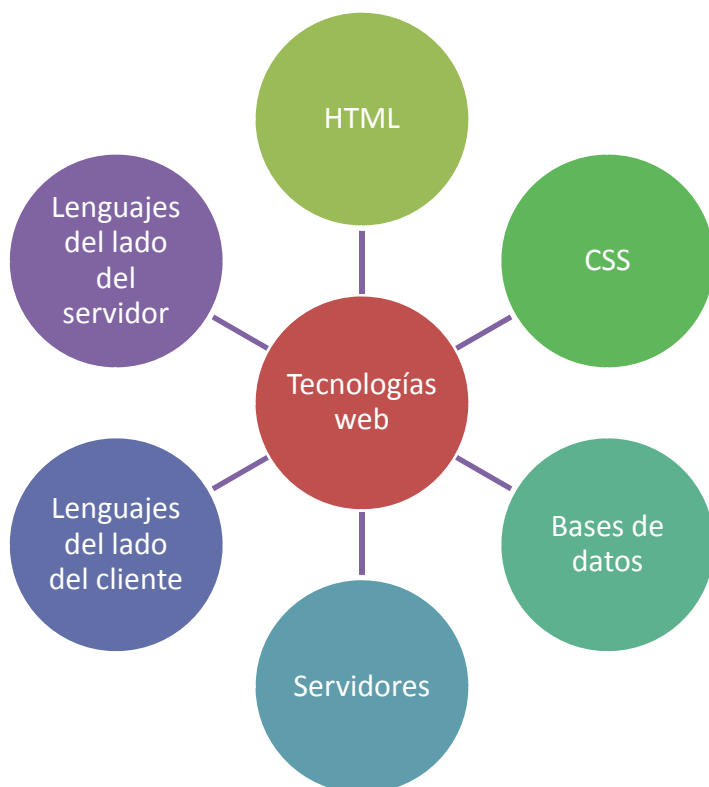 HTML
CSS
Bases de
datos
Servidores
Lenguajes
del lado
del cliente
Lenguajes
del lado
del
servidor
Tecnologías
web